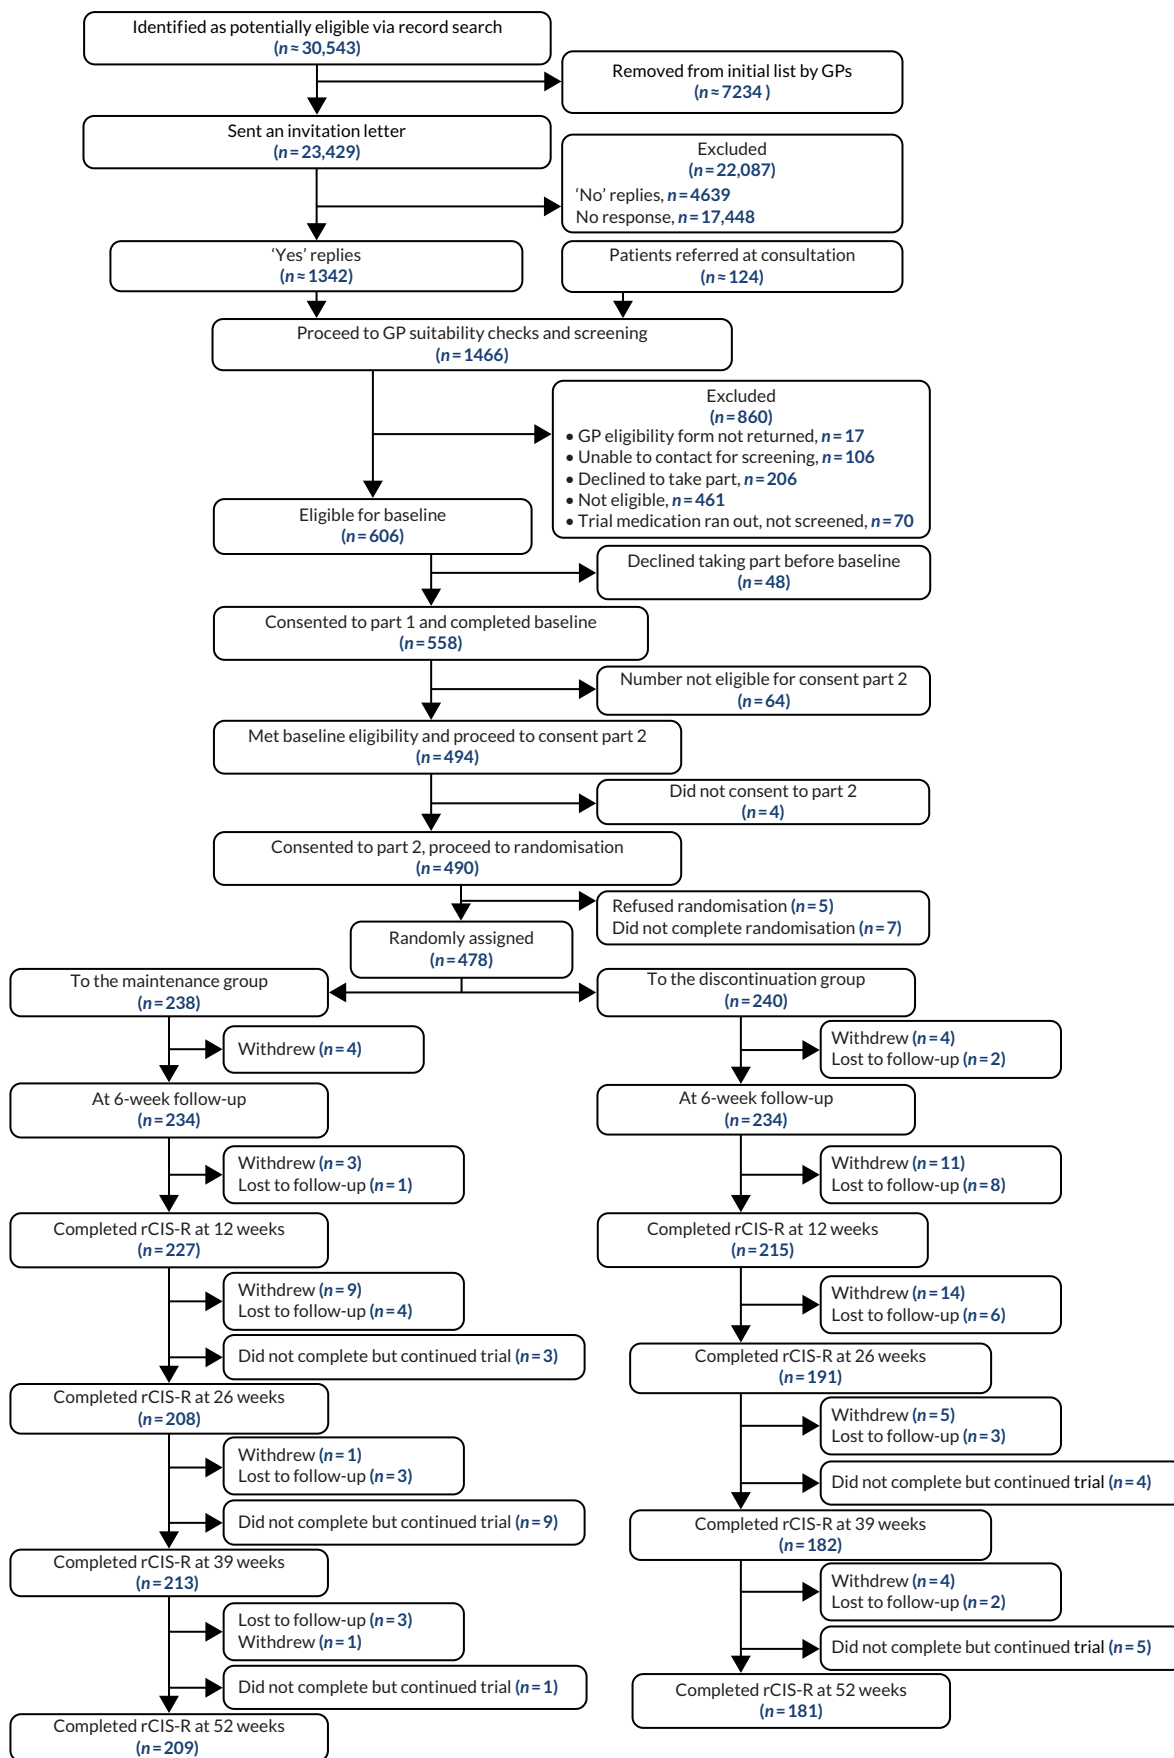 Identified as potentially eligible via record search
(n ≈ 30,543)
Removed from initial list by GPs
(n ≈ 7234 )
Sent an invitation letter
(n = 23,429)
Excluded
(n = 22,087)
‘No’ replies, n = 4639
No response, n = 17,448
‘Yes’ replies
(n ≈ 1342)
Patients referred at consultation
(n ≈ 124)
Proceed to GP suitability checks and screening
(n = 1466)
Excluded
(n = 860)
• GP eligibility form not returned, n = 17
• Unable to contact for screening, n = 106
• Declined to take part, n = 206
• Not eligible, n = 461
• Trial medication ran out, not screened, n = 70
Eligible for baseline
(n = 606)
Declined taking part before baseline
(n = 48)
Consented to part 1 and completed baseline
(n = 558)
Number not eligible for consent part 2
(n = 64)
Met baseline eligibility and proceed to consent part 2
(n = 494)
Did not consent to part 2
(n = 4)
Consented to part 2, proceed to randomisation
(n = 490)
Refused randomisation (n = 5)
Did not complete randomisation (n = 7)
Randomly assigned
(n = 478)
To the maintenance group
(n = 238)
Withdrew (n = 4)
At 6-week follow-up
(n = 234)
Withdrew (n = 3)
Lost to follow-up (n = 1)
Completed rCIS-R at 12 weeks
(n = 227)
Withdrew (n = 9)
Lost to follow-up (n = 4)
Did not complete but continued trial (n = 3)
Completed rCIS-R at 26 weeks
(n = 208)
Withdrew (n = 1)
Lost to follow-up (n = 3)
Did not complete but continued trial (n = 9)
Completed rCIS-R at 39 weeks
(n = 213)
Lost to follow-up (n = 3)
Withdrew (n = 1)
Did not complete but continued trial (n = 1)
Completed rCIS-R at 52 weeks
(n = 209)
To the discontinuation group
(n = 240)
Withdrew (n = 4)
Lost to follow-up (n = 2)
At 6-week follow-up
(n = 234)
Withdrew (n = 11)
Lost to follow-up (n = 8)
Completed rCIS-R at 12 weeks
(n = 215)
Withdrew (n = 14)
Lost to follow-up (n = 6)
Completed rCIS-R at 26 weeks
(n = 191)
Withdrew (n = 5)
Lost to follow-up (n = 3)
Did not complete but continued trial (n = 4)
Completed rCIS-R at 39 weeks
(n = 182)
Withdrew (n = 4)
Lost to follow-up (n = 2)
Did not complete but continued trial (n = 5)
Completed rCIS-R at 52 weeks
(n = 181)